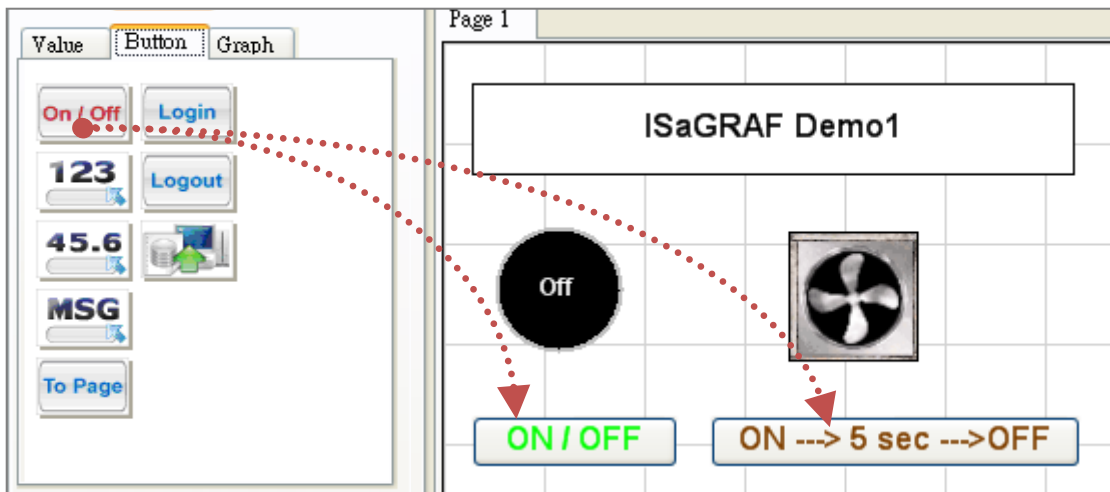 Value Button Graph
On / Off Login
123 Logout
45.6
MSG
To Page
Page 1
ISaGRAF Demo1
Off
ON / OFF
ON ---> 5 sec --->OFF